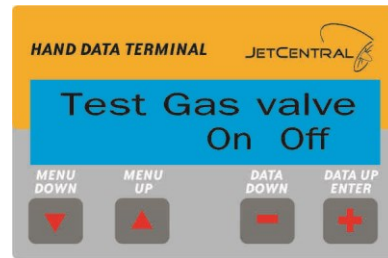 HAND DATA TERMINAL
JETCENTRAL
Test Gas valve
On Off
MENU DOWN
MENU UP
DATA DOWN
DATA UP ENTER